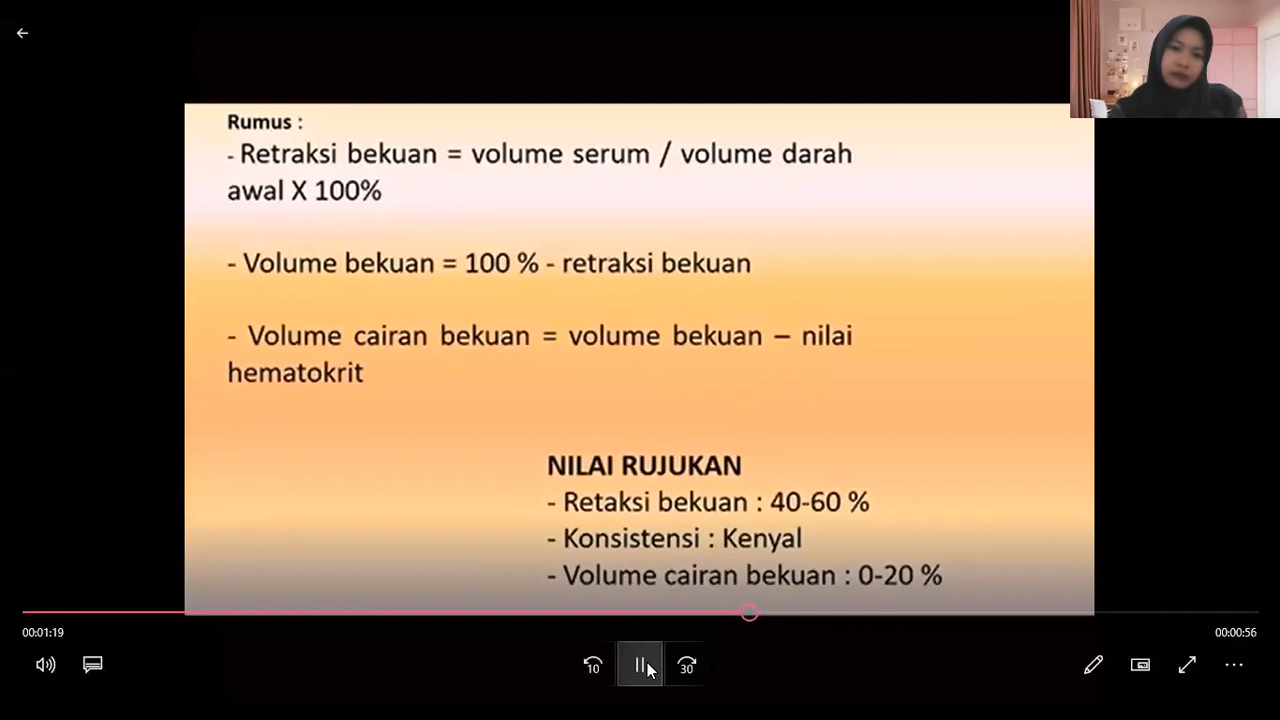 Rumus :
- Retraksi bekuan = volume serum / volume darah
awal X 100%
- Volume bekuan = 100 % - retraksi bekuan
- Volume cairan bekuan = volume bekuan – nilai
hematokrit
NILAI RUJUKAN
- Retaksi bekuan : 40-60 %
- Konsistensi : Kenyal
- Volume cairan bekuan : 0-20 %
00:01:19
00:00:56
10
30